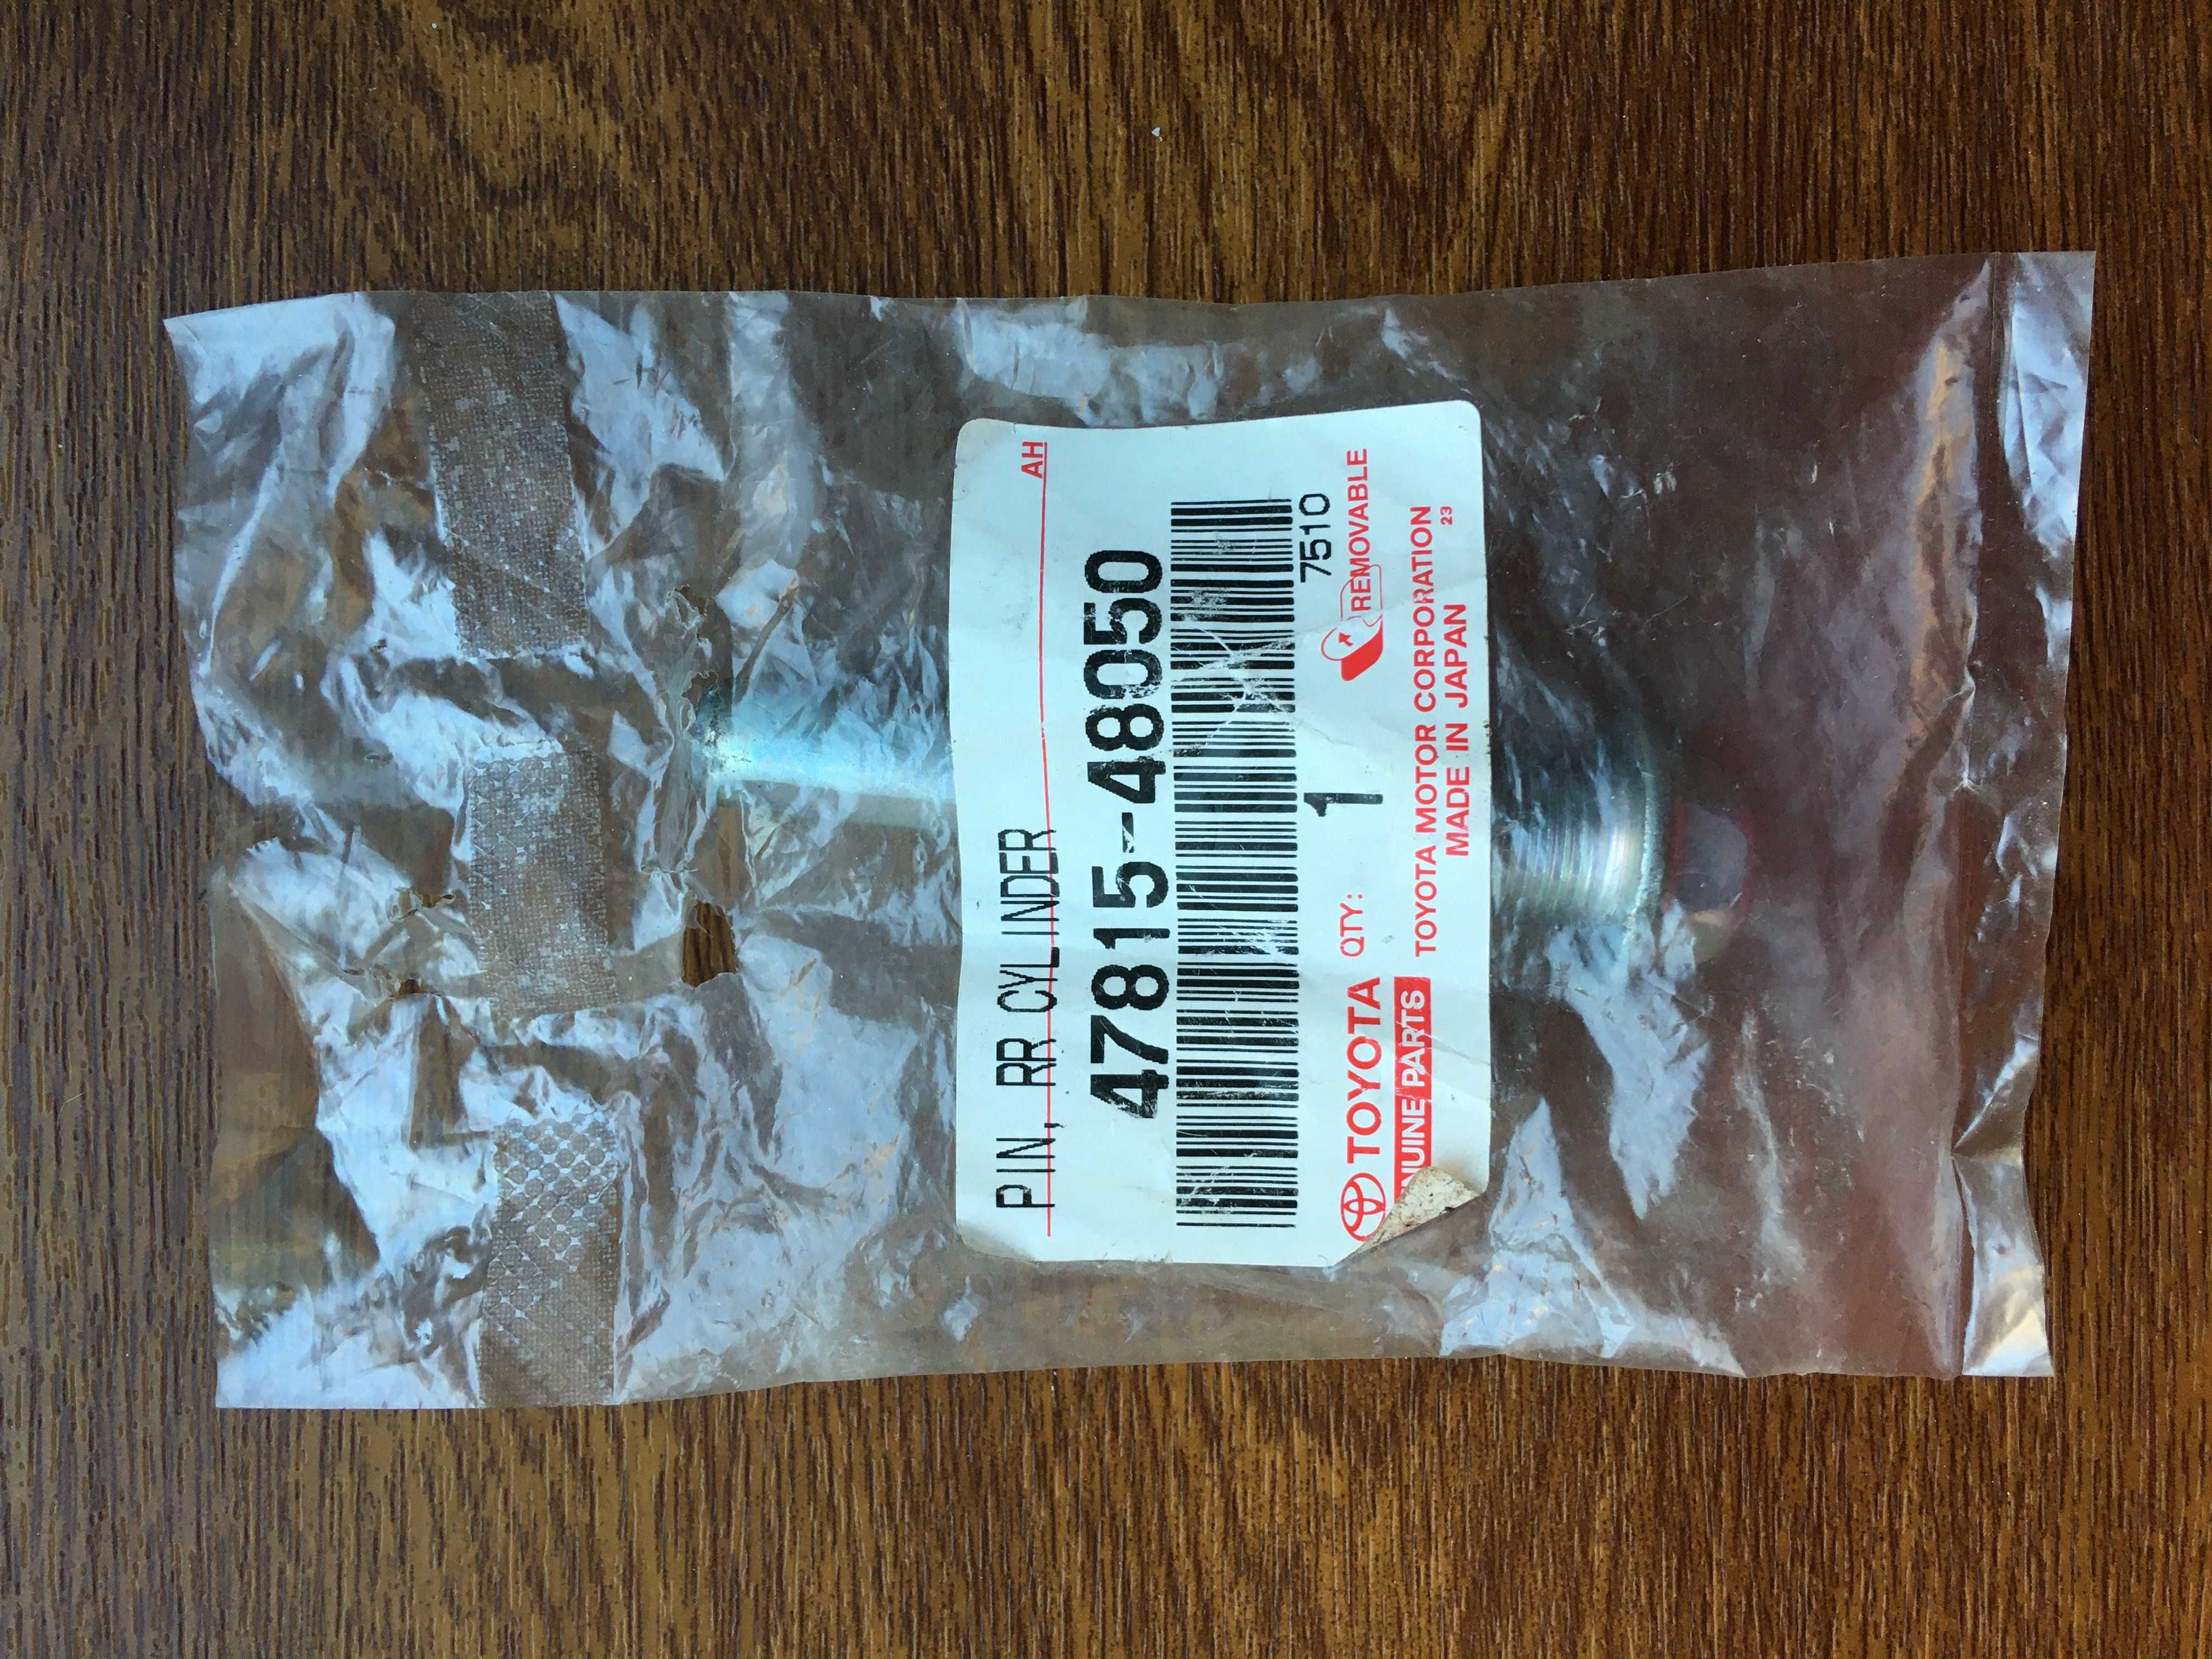 AH
PIN, RR CYLINDER
47815-48050
7510
1
TOYOTA QTY: REMOVABLE
NUINE PARTS TOYOTA MOTOR CORPORATION 23
MADE IN JAPAN